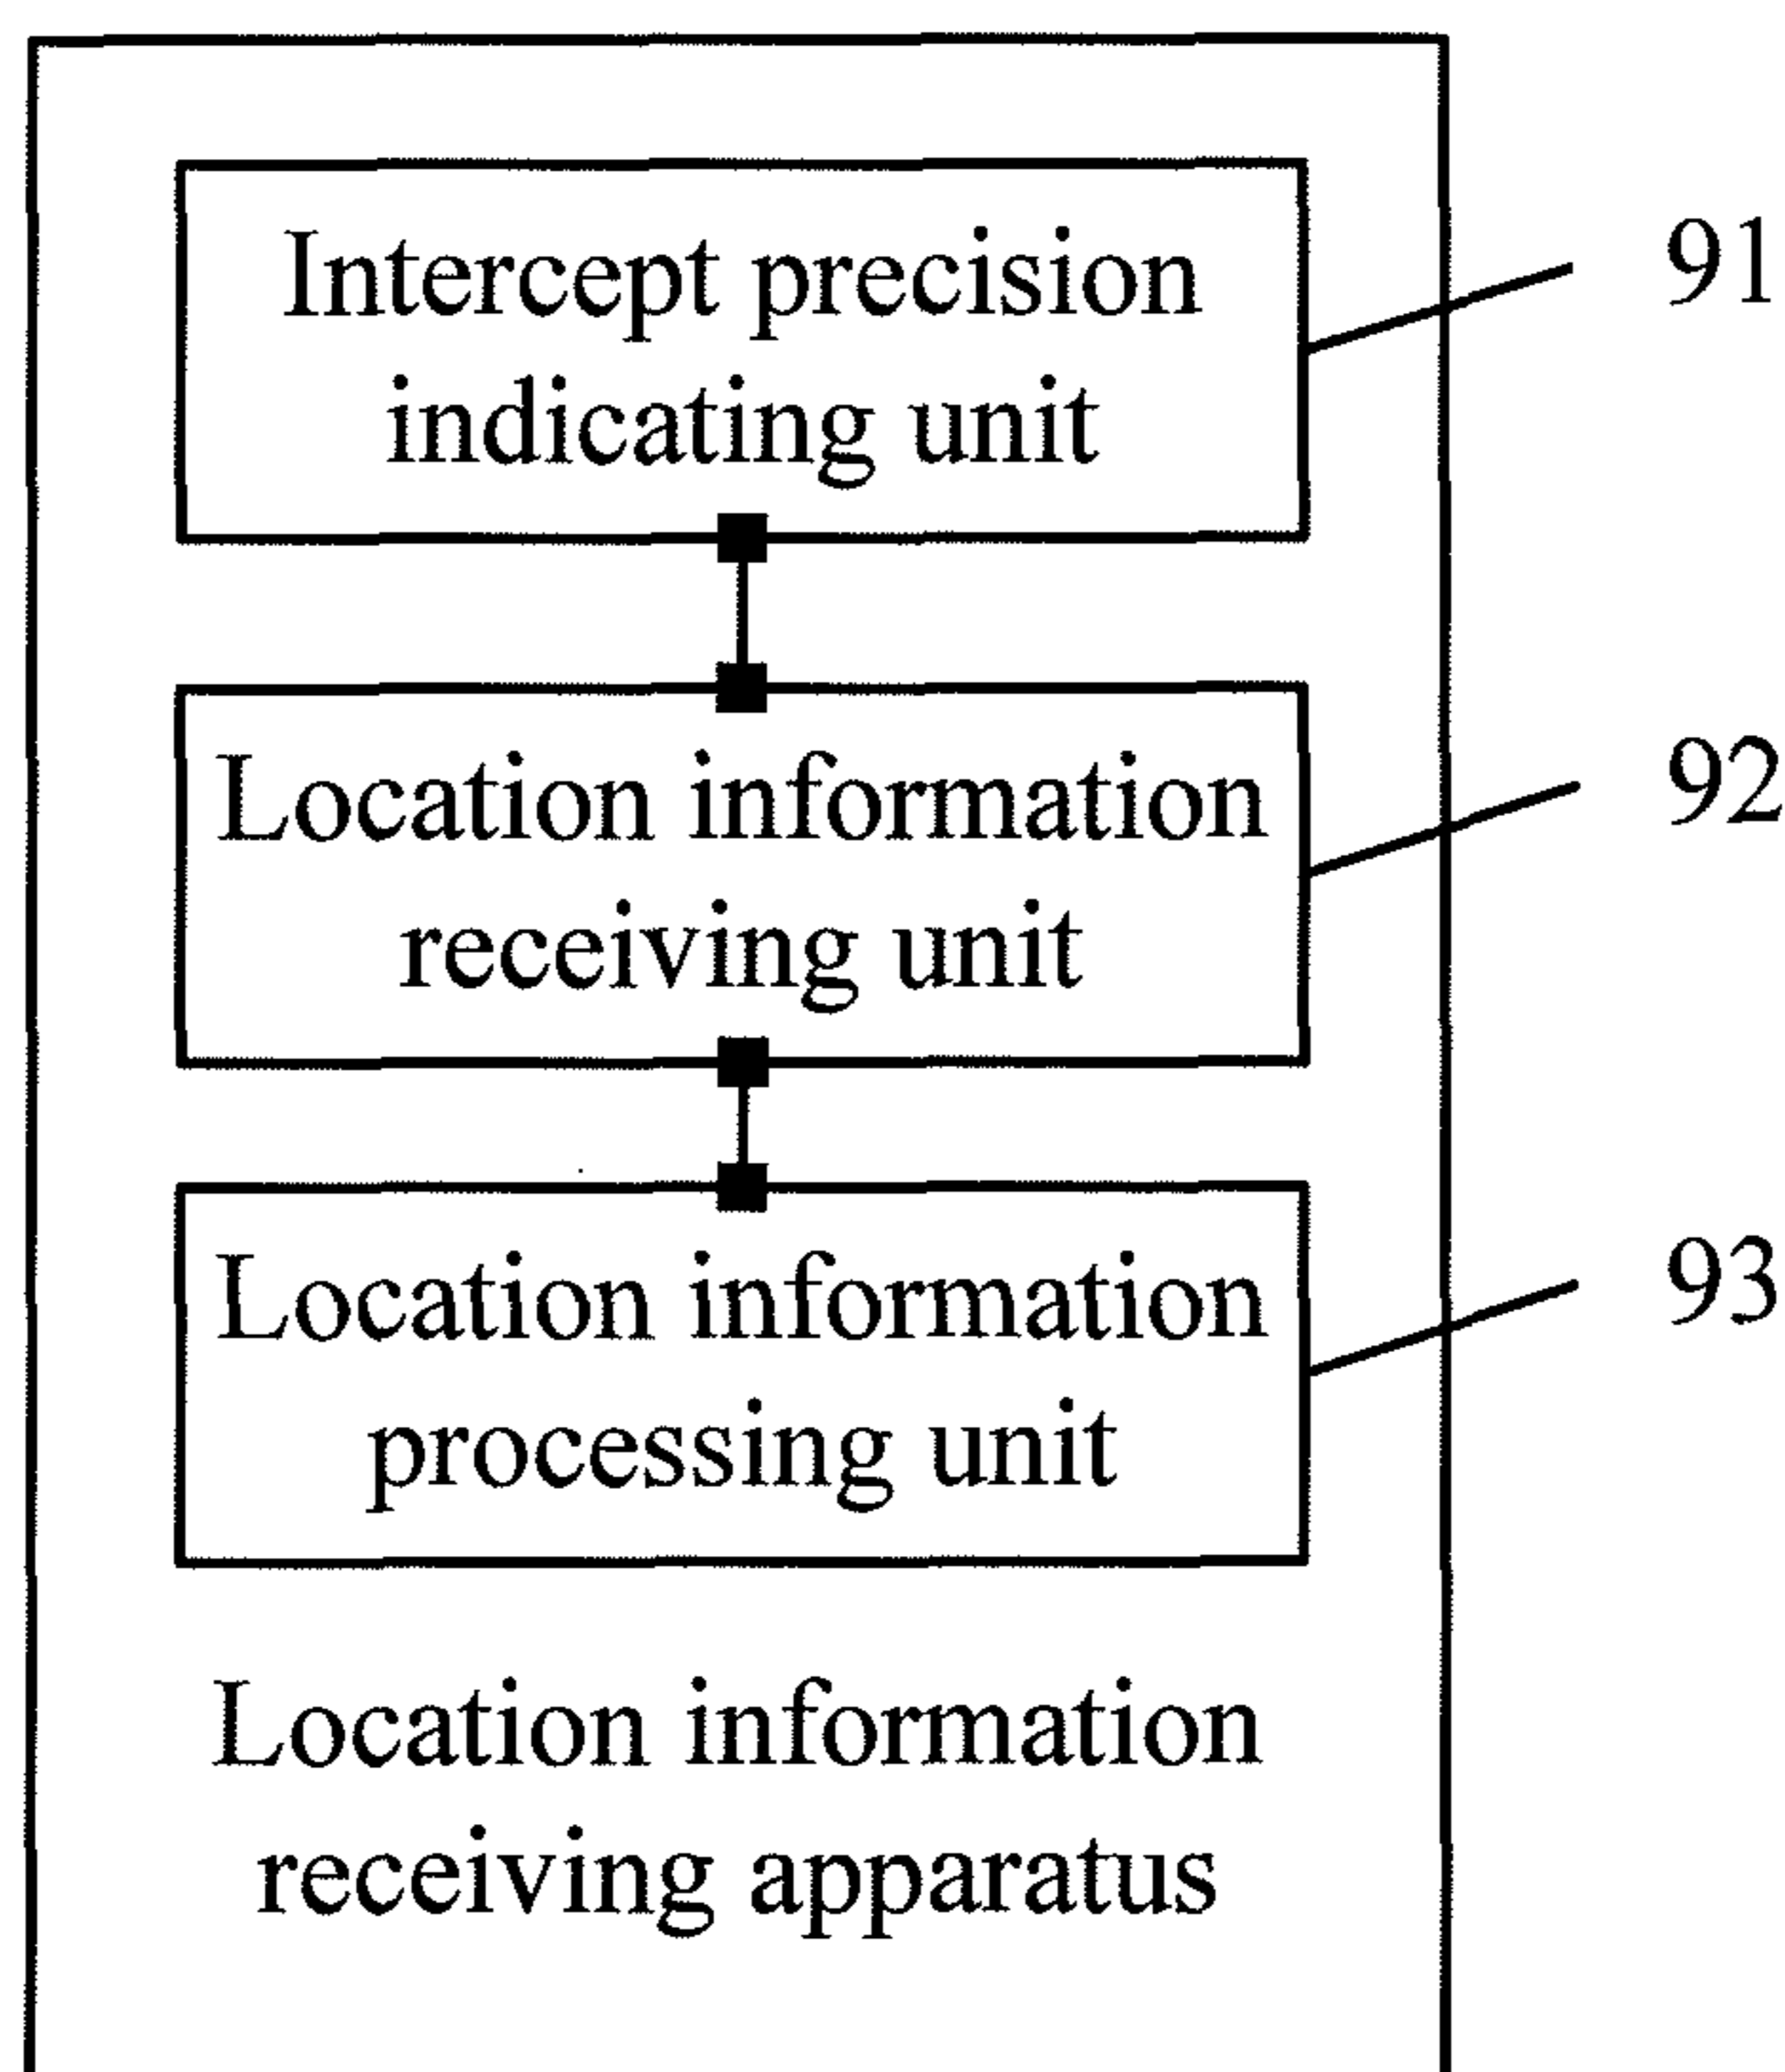 Intercept precision
indicating unit
91
Location information
receiving unit
92
Location information
processing unit
93
Location information
receiving apparatus